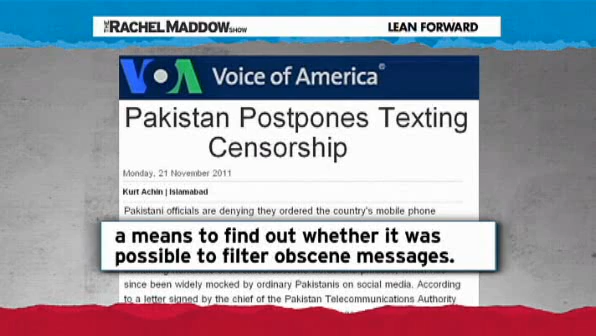 THE RACHEL MADDOW SHOW
LEAN FORWARD
VOA Voice of America®
Pakistan Postpones Texting
Censorship
Monday, 21 November 2011
Kurt Achin | Islamabad
Pakistani officials are denying they ordered the country's mobile phone
a means to find out whether it was
possible to filter obscene messages.
since been widely mocked by ordinary Pakistanis on social media. According
to a letter signed by the chief of the Pakistan Telecommunications Authority